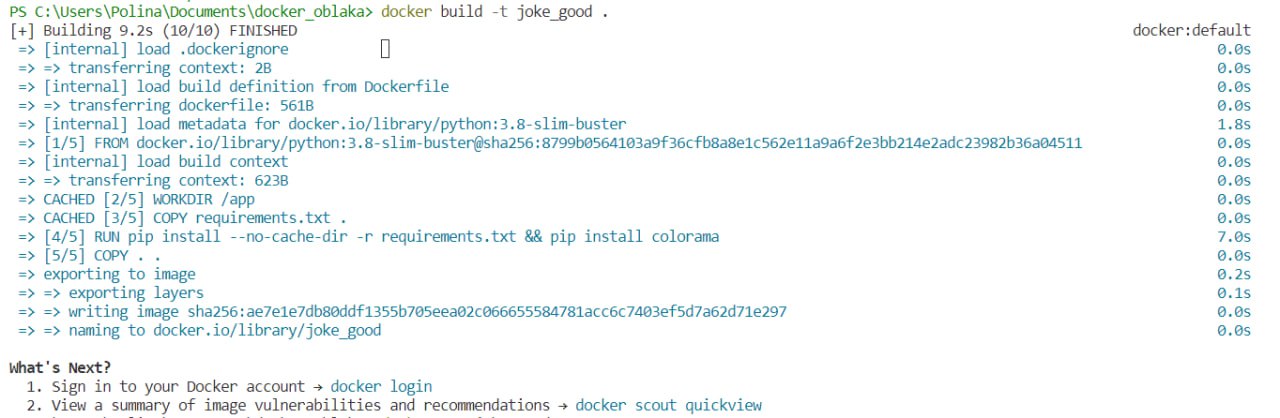 PS C:\Users\Polina\Documents\docker_oblaka> docker build -t joke_good .
[+] Building 9.2s (10/10) FINISHED docker:default
=> [internal] load .dockerignore 0.0s
=> => transferring context: 2B 0.0s
=> [internal] load build definition from Dockerfile 0.0s
=> => transferring dockerfile: 561B 0.0s
=> [internal] load metadata for docker.io/library/python:3.8-slim-buster 1.8s
=> [1/5] FROM docker.io/library/python:3.8-slim-buster@sha256:8799b0564103a9f36cfb8a8e1c562e11a9a6f2e3bb214e2adc23982b36a04511 0.0s
=> [internal] load build context 0.0s
=> => transferring context: 623B 0.0s
=> CACHED [2/5] WORKDIR /app 0.0s
=> CACHED [3/5] COPY requirements.txt . 0.0s
=> [4/5] RUN pip install --no-cache-dir -r requirements.txt && pip install colorama 7.0s
=> [5/5] COPY . . 0.0s
=> exporting to image 0.2s
=> => exporting layers 0.1s
=> => writing image sha256:ae7e1e7db80ddf1355b705eea02c066655584781acc6c7403ef5d7a62d71e297 0.0s
=> => naming to docker.io/library/joke_good 0.0s
What's Next?
1. Sign in to your Docker account → docker login
2. View a summary of image vulnerabilities and recommendations → docker scout quickview